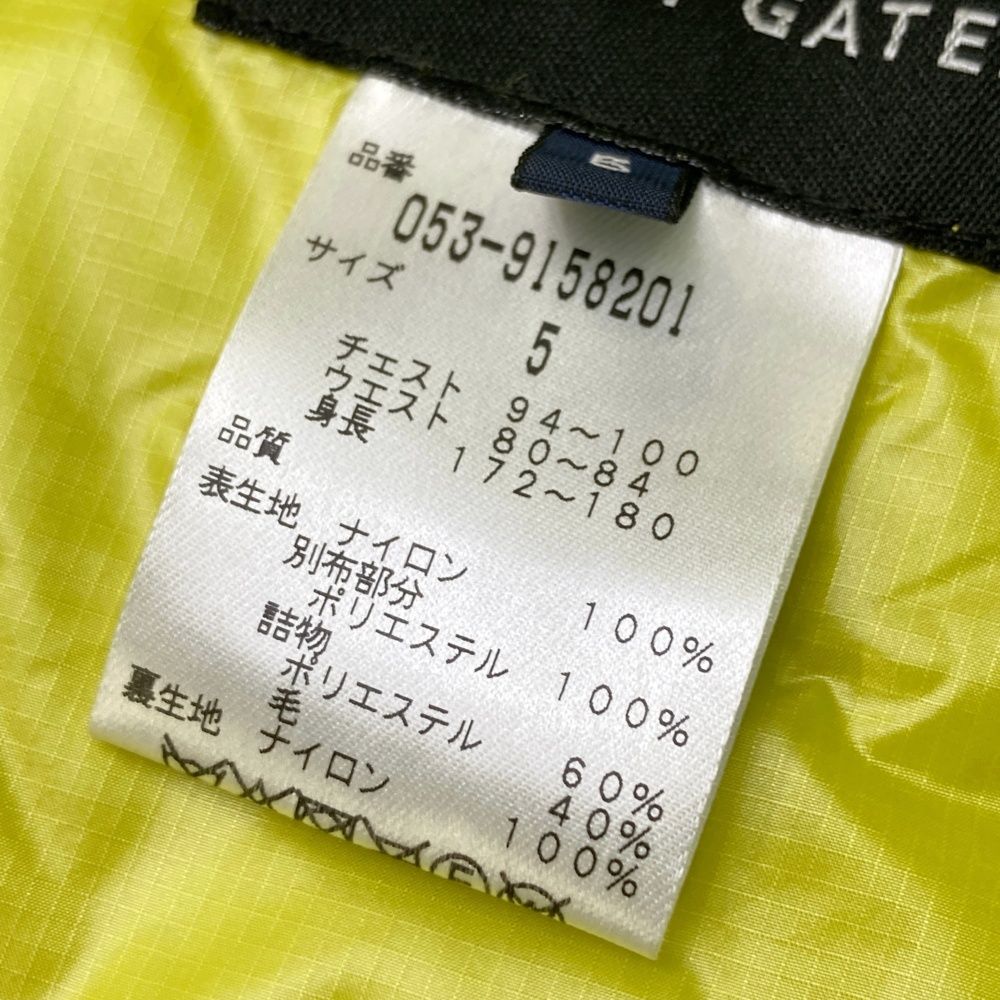 GATE
品番
053-9158201
サイズ
5
チェスト 94～100
ウエスト 80～84
身長 172～180
品質
表生地 ナイロン 100%
別布部分
ポリエステル 100%
詰物
ポリエステル 60%
毛 40%
裏生地 ナイロン 100%